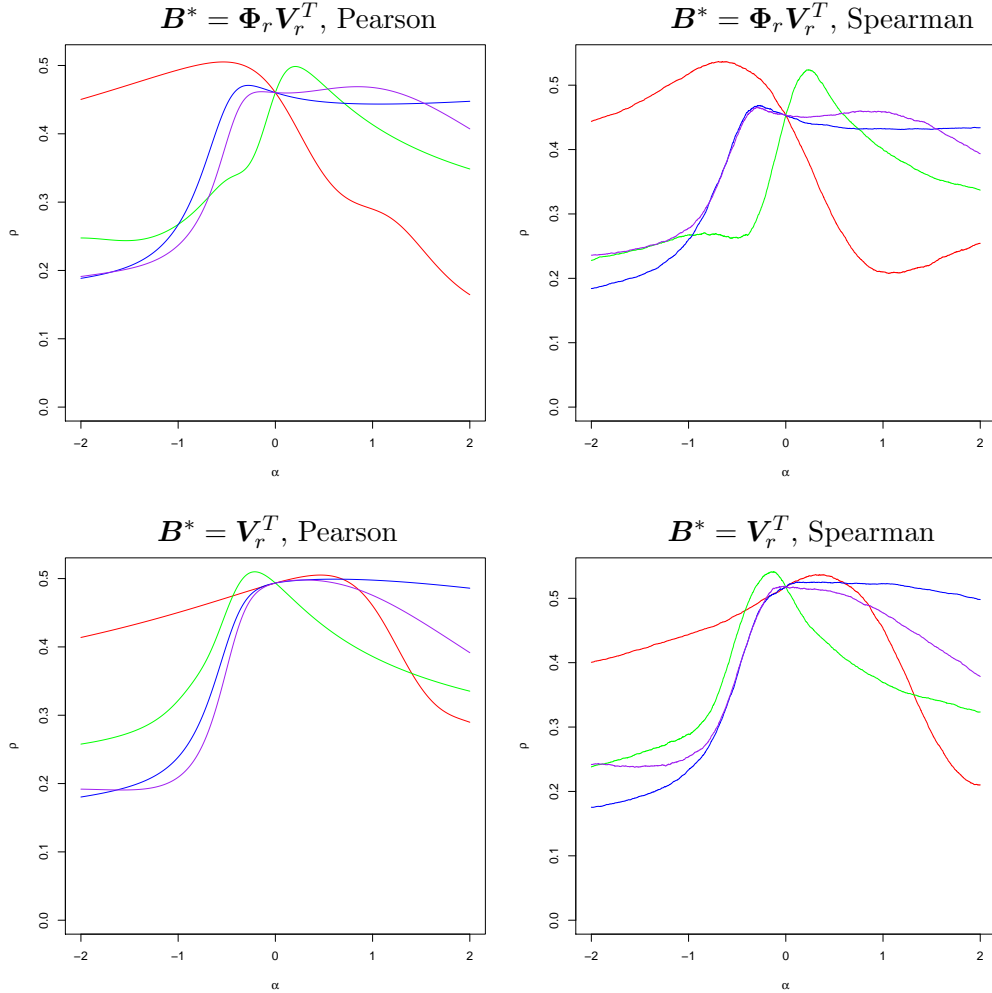 B* = Φ_r V_r^T, Pearson
0.5
0.4
0.3
0.2
0.1
0.0
ρ
−2 −1 0 1 2
α
B* = Φ_r V_r^T, Spearman
0.5
0.4
0.3
0.2
0.1
0.0
ρ
−2 −1 0 1 2
α
B* = V_r^T, Pearson
0.5
0.4
0.3
0.2
0.1
0.0
ρ
−2 −1 0 1 2
α
B* = V_r^T, Spearman
0.5
0.4
0.3
0.2
0.1
0.0
ρ
−2 −1 0 1 2
α